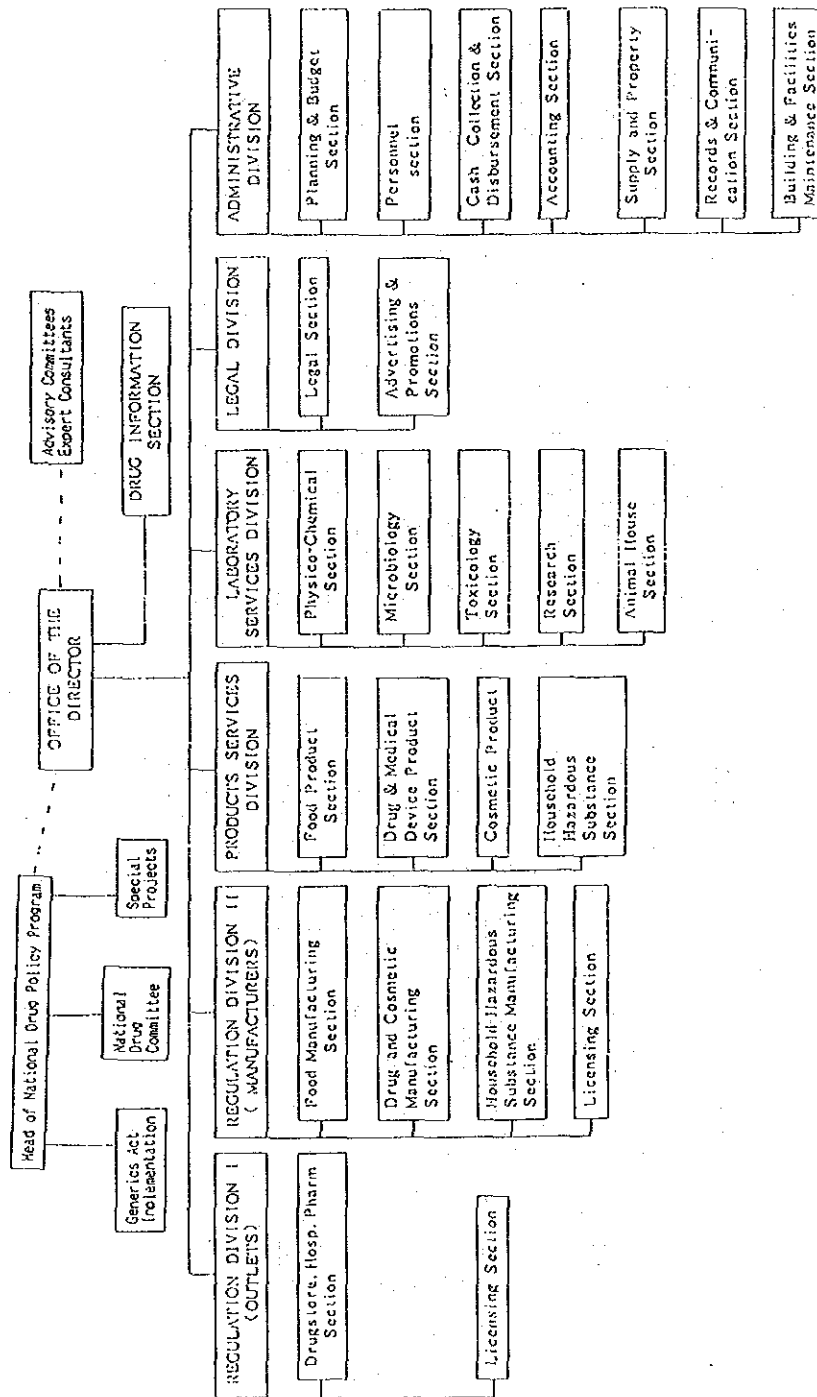 Head of National Drug Policy Program
Generics Act
Implementation
National
Drug
Committee
Special
Projects
OFFICE OF THE
DIRECTOR
Advisory Committees
Expert Consultants
DRUG INFORMATION
SECTION
REGULATION DIVISION I
(OUTLETS)
Drugstore, Hosp. Pharm
Section
Licensing Section
REGULATION DIVISION II
( MANUFACTURERS)
Food Manufacturing
Section
Drug and Cosmetic
Manufacturing
Section
Household Hazardous
Substance Manufacturing
Section
Licensing Section
PRODUCTS SERVICES
DIVISION
Food Product
Section
Drug & Medical
Device Product
Section
Cosmetic Product
Household
Hazardous
Substance
Section
LABORATORY
SERVICES DIVISION
Physico-Chemical
Section
Microbiology
Section
Toxicology
Section
Research
Section
Animal House
Section
LEGAL DIVISION
Legal Section
Advertising &
Promotions
Section
ADMINISTRATIVE
DIVISION
Planning & Budget
Section
Personnel
section
Cash Collection &
Disbursement Section
Accounting Section
Supply and Property
Section
Records & Communi-
cation Section
Building & Facilities
Maintenance Section